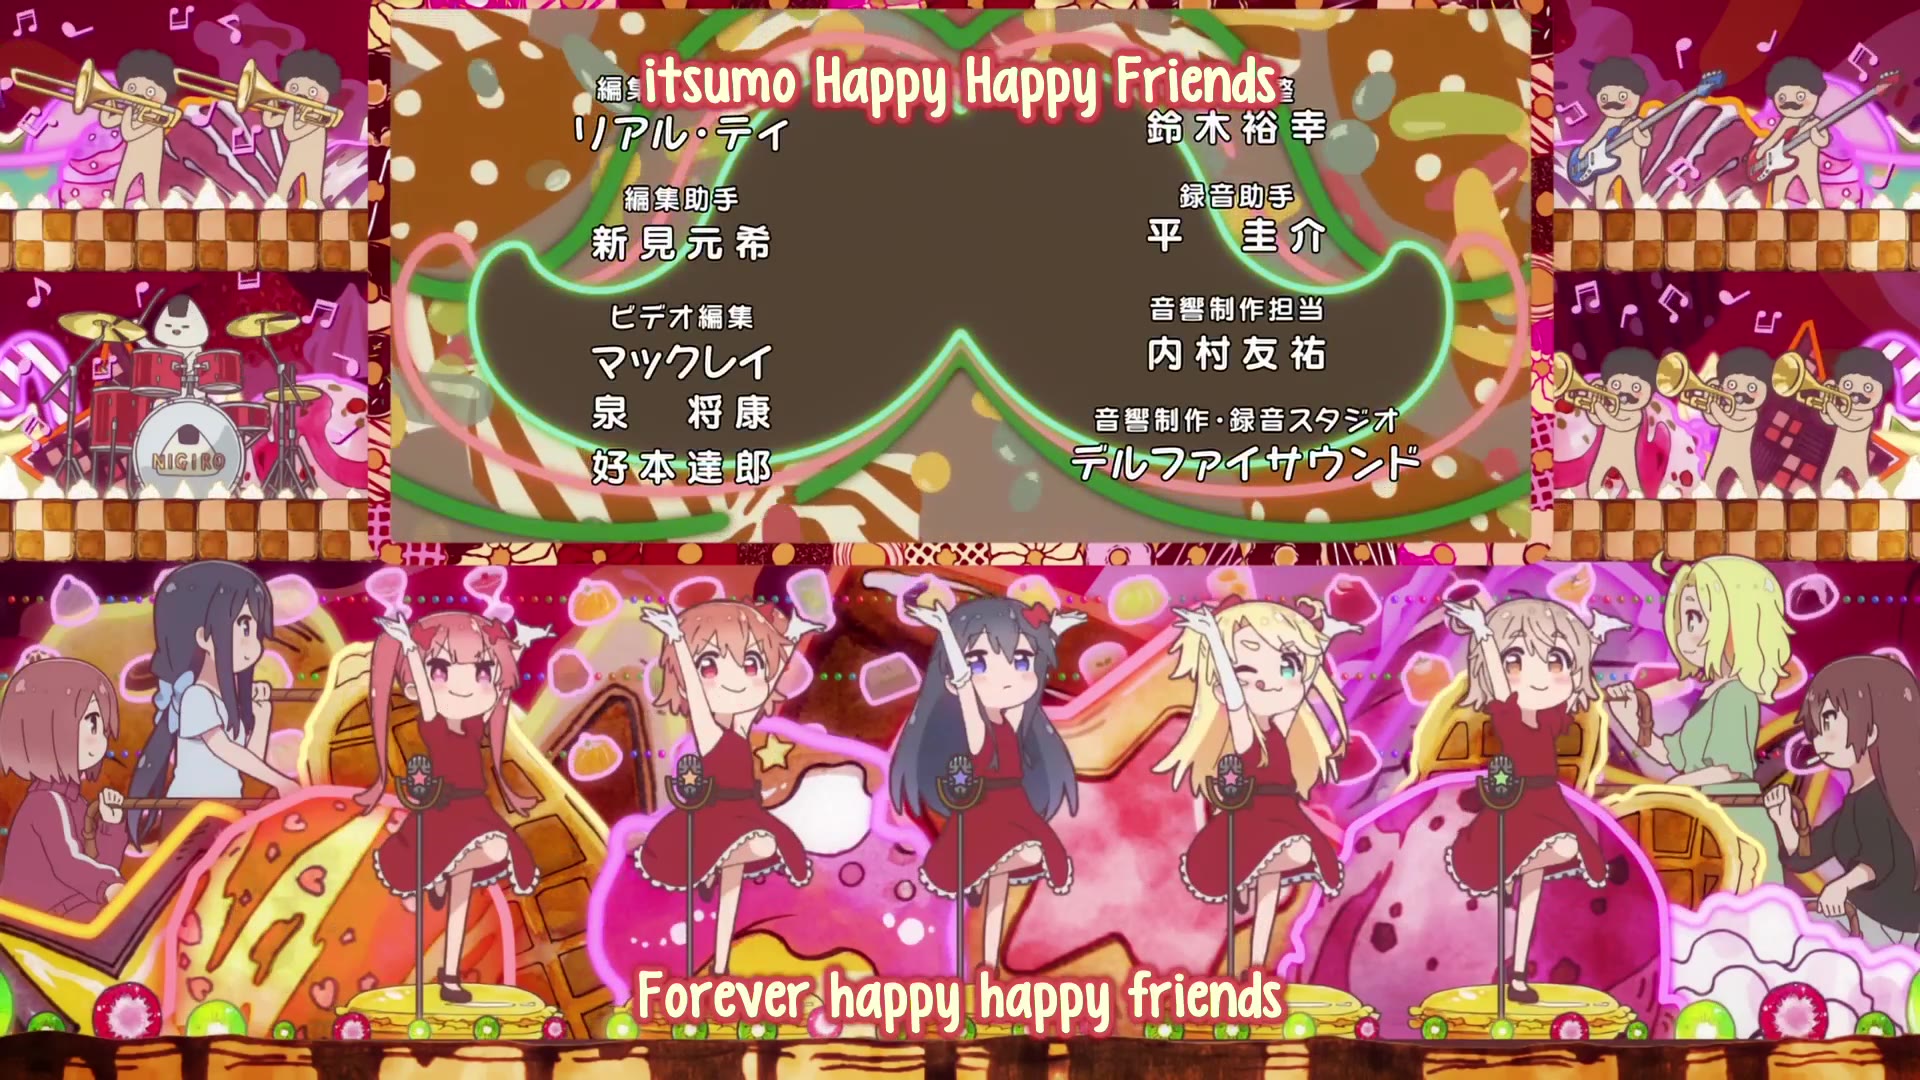 itsumo Happy Happy Friends
編集
リアル・ティ
編集助手
新見元希
ビデオ編集
マックレイ
泉 将康
好本達郎
整
鈴木裕幸
録音助手
平 圭介
音響制作担当
内村友祐
音響制作・録音スタジオ
デルファイサウンド
NIGIRO
Forever happy happy friends